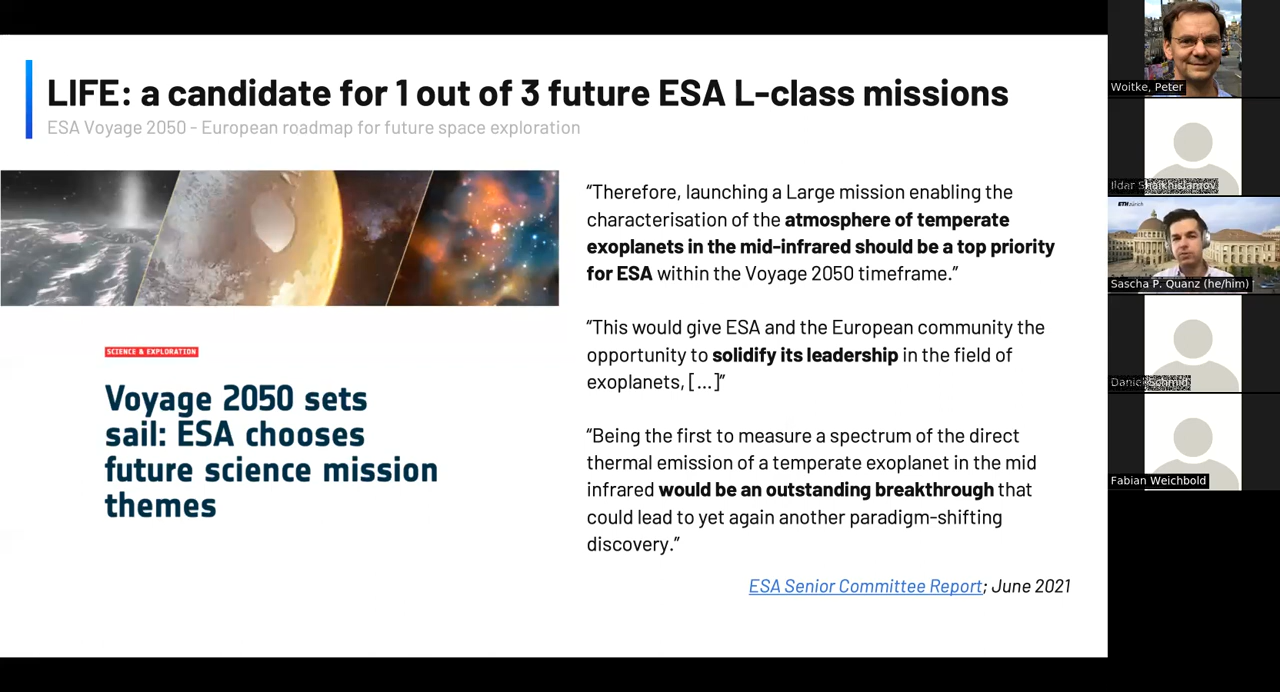 LIFE: a candidate for 1 out of 3 future ESA L-class missions
ESA Voyage 2050 - European roadmap for future space exploration
SCIENCE & EXPLORATION
Voyage 2050 sets
sail: ESA chooses
future science mission
themes
“Therefore, launching a Large mission enabling the
characterisation of the atmosphere of temperate
exoplanets in the mid-infrared should be a top priority
for ESA within the Voyage 2050 timeframe.”
“This would give ESA and the European community the
opportunity to solidify its leadership in the field of
exoplanets, [...]”
“Being the first to measure a spectrum of the direct
thermal emission of a temperate exoplanet in the mid
infrared would be an outstanding breakthrough that
could lead to yet again another paradigm-shifting
discovery.”
ESA Senior Committee Report; June 2021
Woitke, Peter
Ildar Shaikhislamov
ETH zürich
Sascha P. Quanz (he/him)
Daniel Schmid
Fabian Weichbold